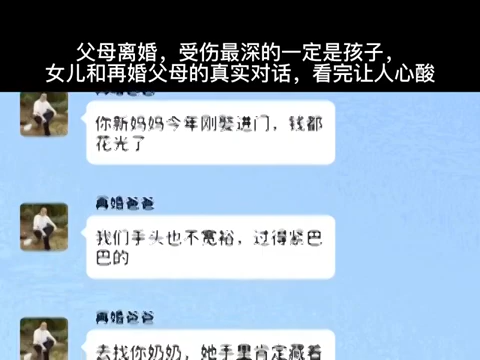 父母离婚，受伤最深的一定是孩子，
女儿和再婚父母的真实对话，看完让人心酸
再婚爸爸
你新妈妈今年刚娶进门，钱都
花光了
再婚爸爸
我们手头也不宽裕，过得紧巴
巴的
再婚爸爸
去找你奶奶，她手里肯定藏着